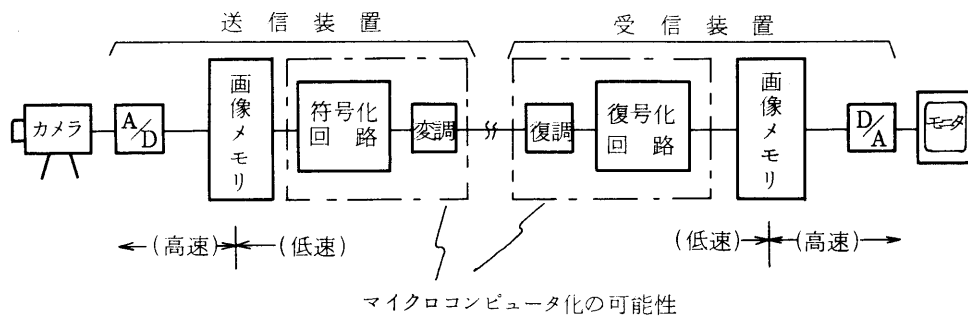 送信装置
受信装置
カメラ
A/D
画像メモリ
符号化
回路
変調
復調
復号化
回路
画像メモリ
D/A
モニタ
(高速)
(低速)
(低速)
(高速)
マイクロコンピュータ化の可能性